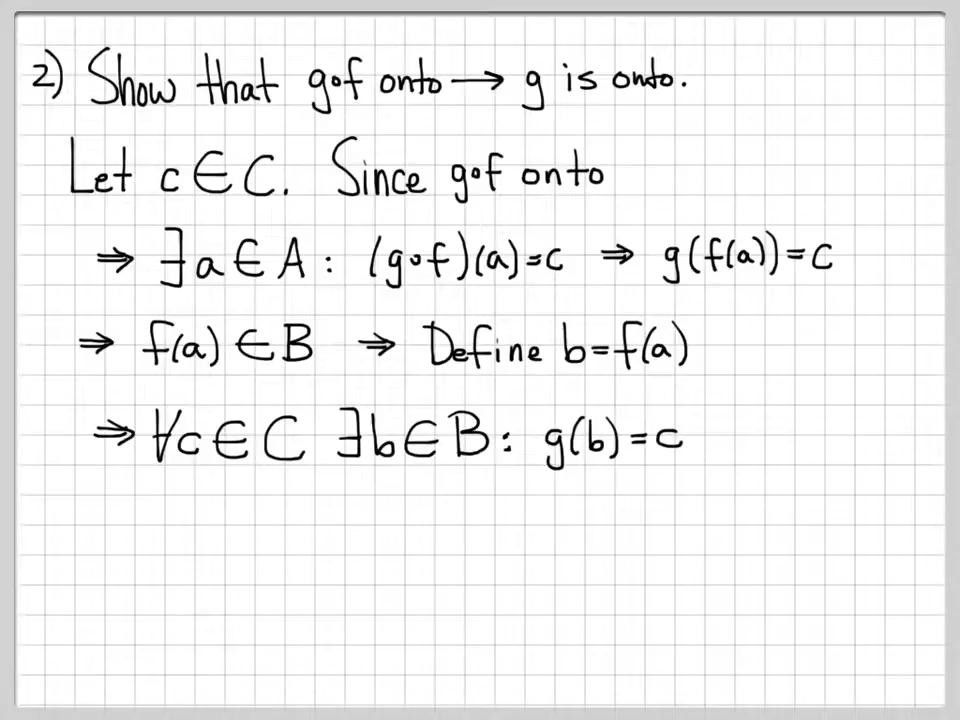 2) Show that g∘f onto → g is onto.
Let c ∈ C. Since g∘f onto
⇒ ∃a ∈ A : (g∘f)(a)=c ⇒ g(f(a))=c
⇒ f(a) ∈ B ⇒ Define b=f(a)
⇒ ∀c ∈ C ∃b ∈ B : g(b)=c